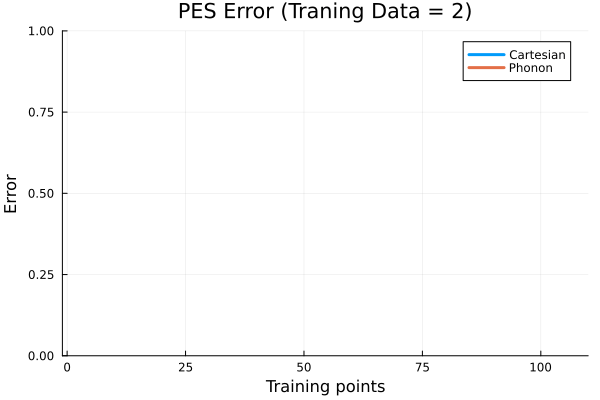 PES Error (Traning Data = 2)
Cartesian
Phonon
1.00
0.75
0.50
0.25
0.00
Error
0 25 50 75 100
Training points